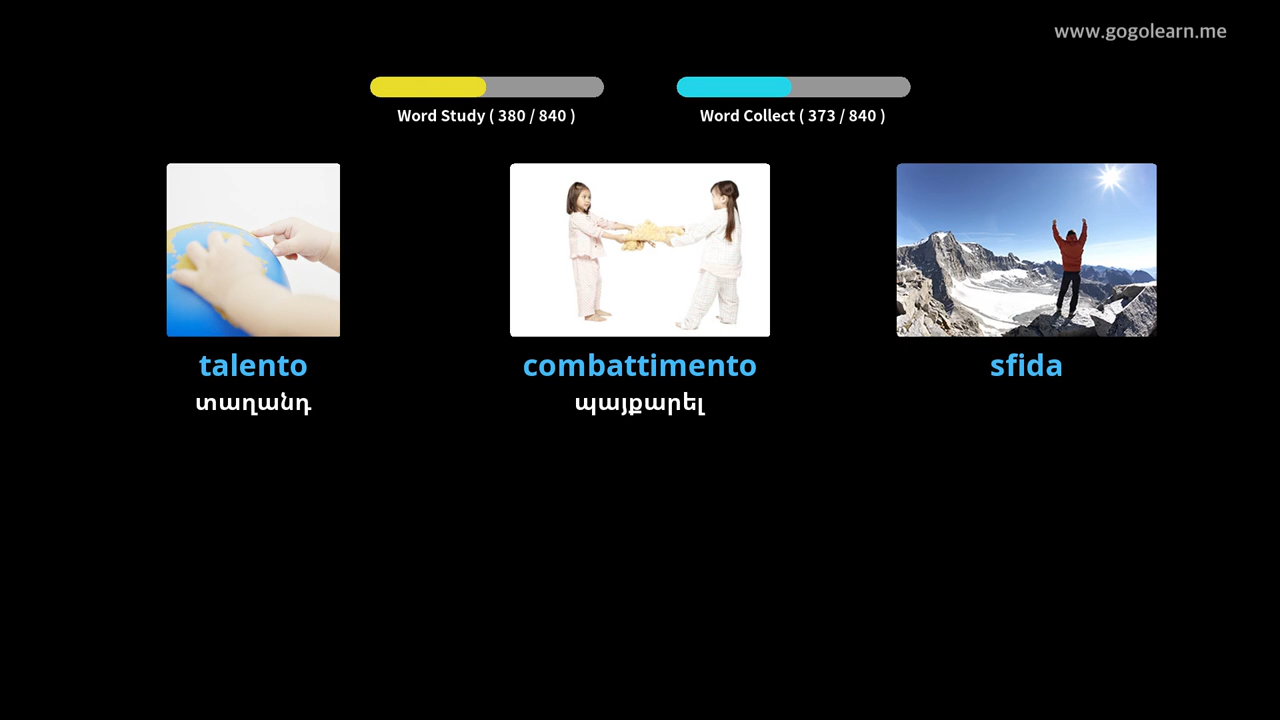 www.gogolearn.me
Word Study ( 380 / 840 )
Word Collect ( 373 / 840 )
talento
տաղանդ
combattimento
պայքարել
sfida